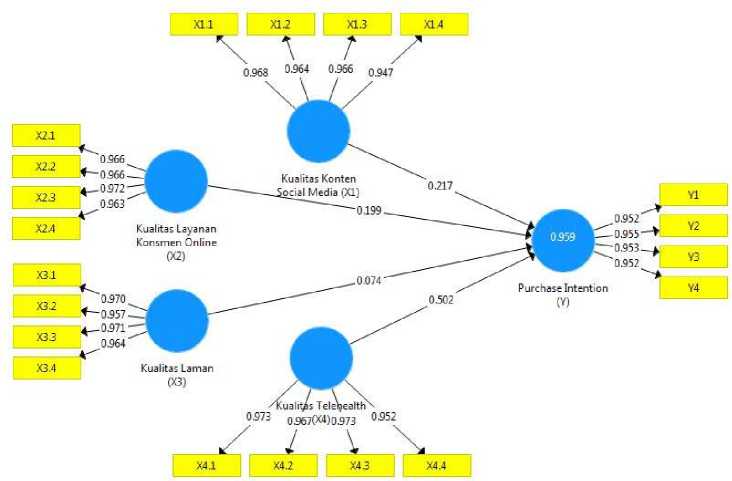 X1.1
X1.2
X1.3
X1.4
0.968
0.964
0.966
0.947
Kualitas Konten
Social Media (X1)
X2.1
X2.2
X2.3
X2.4
0.966
0.966
0.972
0.963
Kualitas Layanan
Konsmen Online
(X2)
0.217
0.199
0.074
0.502
X3.1
X3.2
X3.3
X3.4
0.970
0.957
0.971
0.964
Kualitas Laman
(X3)
0.959
Purchase Intention
(Y)
0.952
0.955
0.953
0.952
Y1
Y2
Y3
Y4
Kualitas Telehealth
(X4)
0.973
0.967
0.973
0.952
X4.1
X4.2
X4.3
X4.4